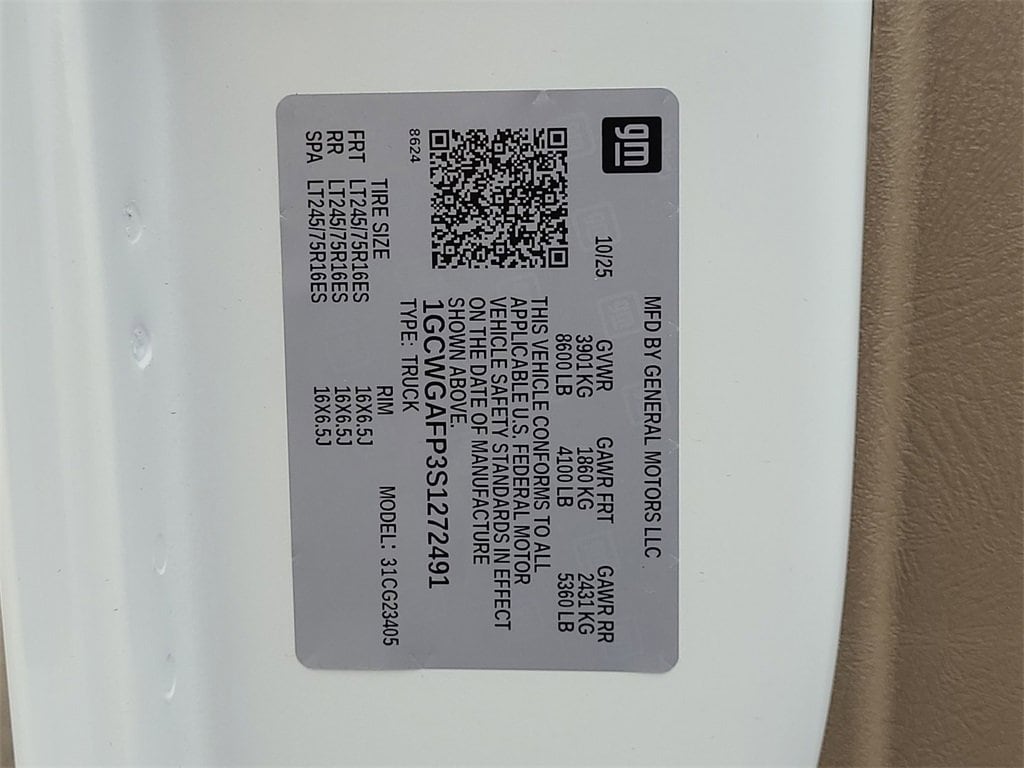 gm
MFD BY GENERAL MOTORS LLC
10/25
GVWR GAWR FRT GAWR RR
3901 KG 1860 KG 2431 KG
8600 LB 4100 LB 5360 LB
THIS VEHICLE CONFORMS TO ALL
APPLICABLE U.S. FEDERAL MOTOR
VEHICLE SAFETY STANDARDS IN EFFECT
ON THE DATE OF MANUFACTURE
SHOWN ABOVE.
1GCWGAFP3S1272491
8624
TYPE: TRUCK MODEL: 31CG23405
TIRE SIZE RIM
FRT LT245/75R16ES 16X6.5J
RR LT245/75R16ES 16X6.5J
SPA LT245/75R16ES 16X6.5J